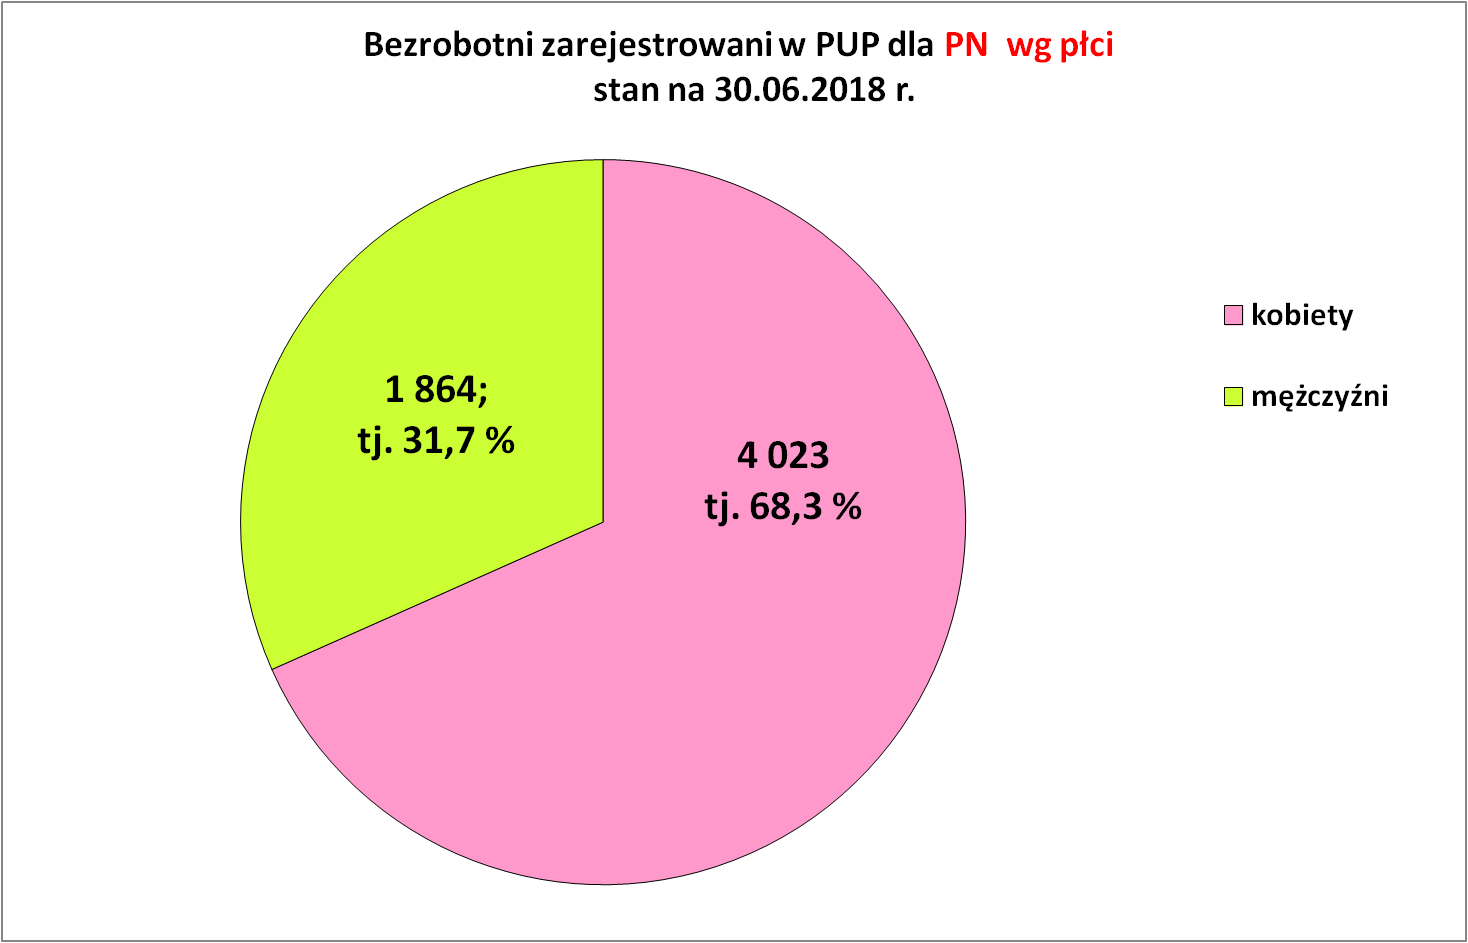 Bezrobotni zarejestrowani w PUP dla PN wg płci
stan na 30.06.2018 r.
1 864;
tj. 31,7 %
4 023
tj. 68,3 %
kobiety
mężczyźni